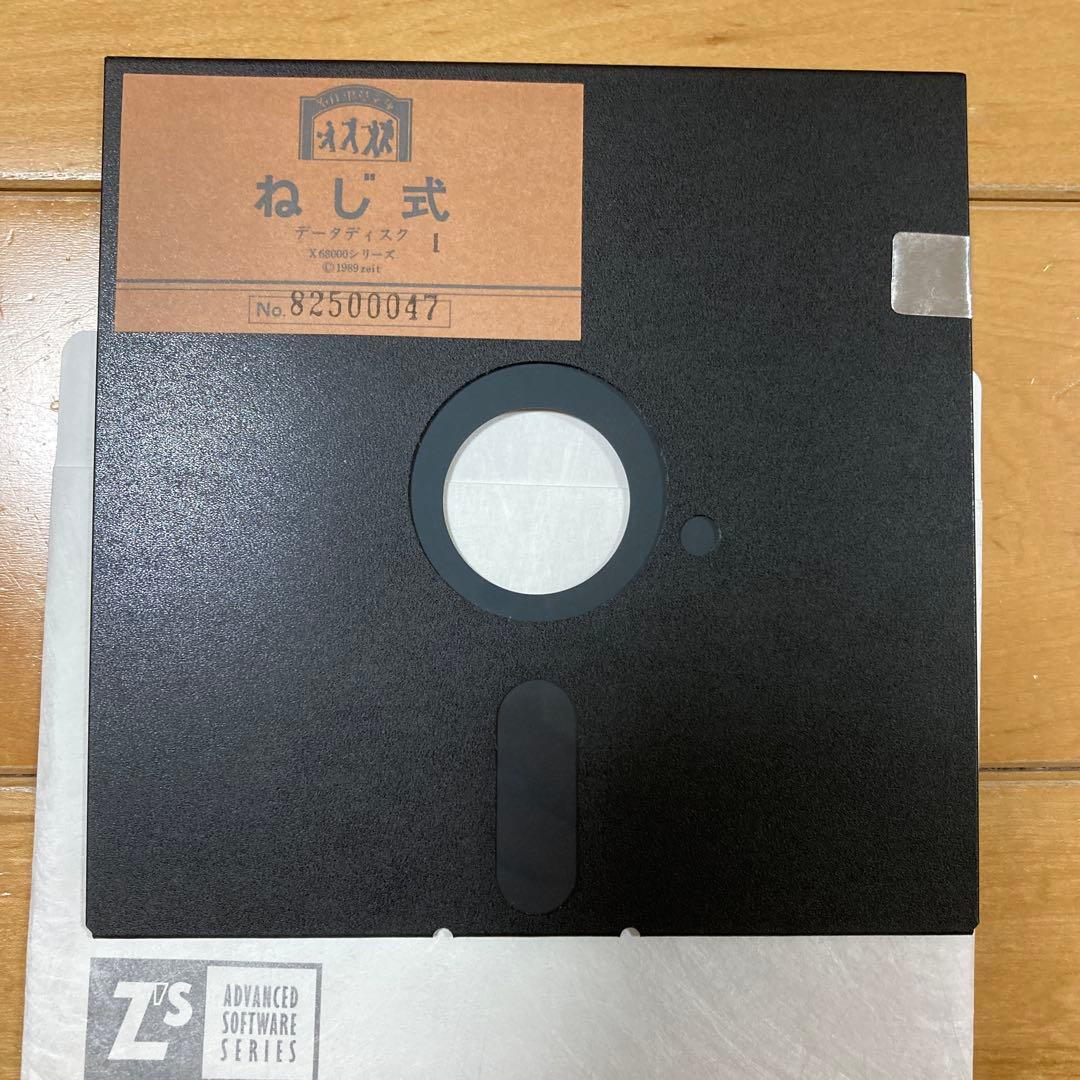 ねじ式
データディスク 1
X68000シリーズ
©1989 zeit
No.82500047
Z's
ADVANCED
SOFTWARE
SERIES